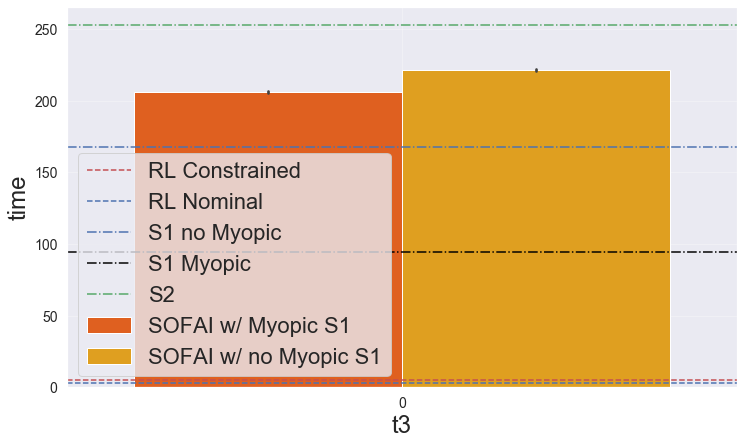 250
200
150
100
50
0
time
RL Constrained
RL Nominal
S1 no Myopic
S1 Myopic
S2
SOFAI w/ Myopic S1
SOFAI w/ no Myopic S1
0
t3